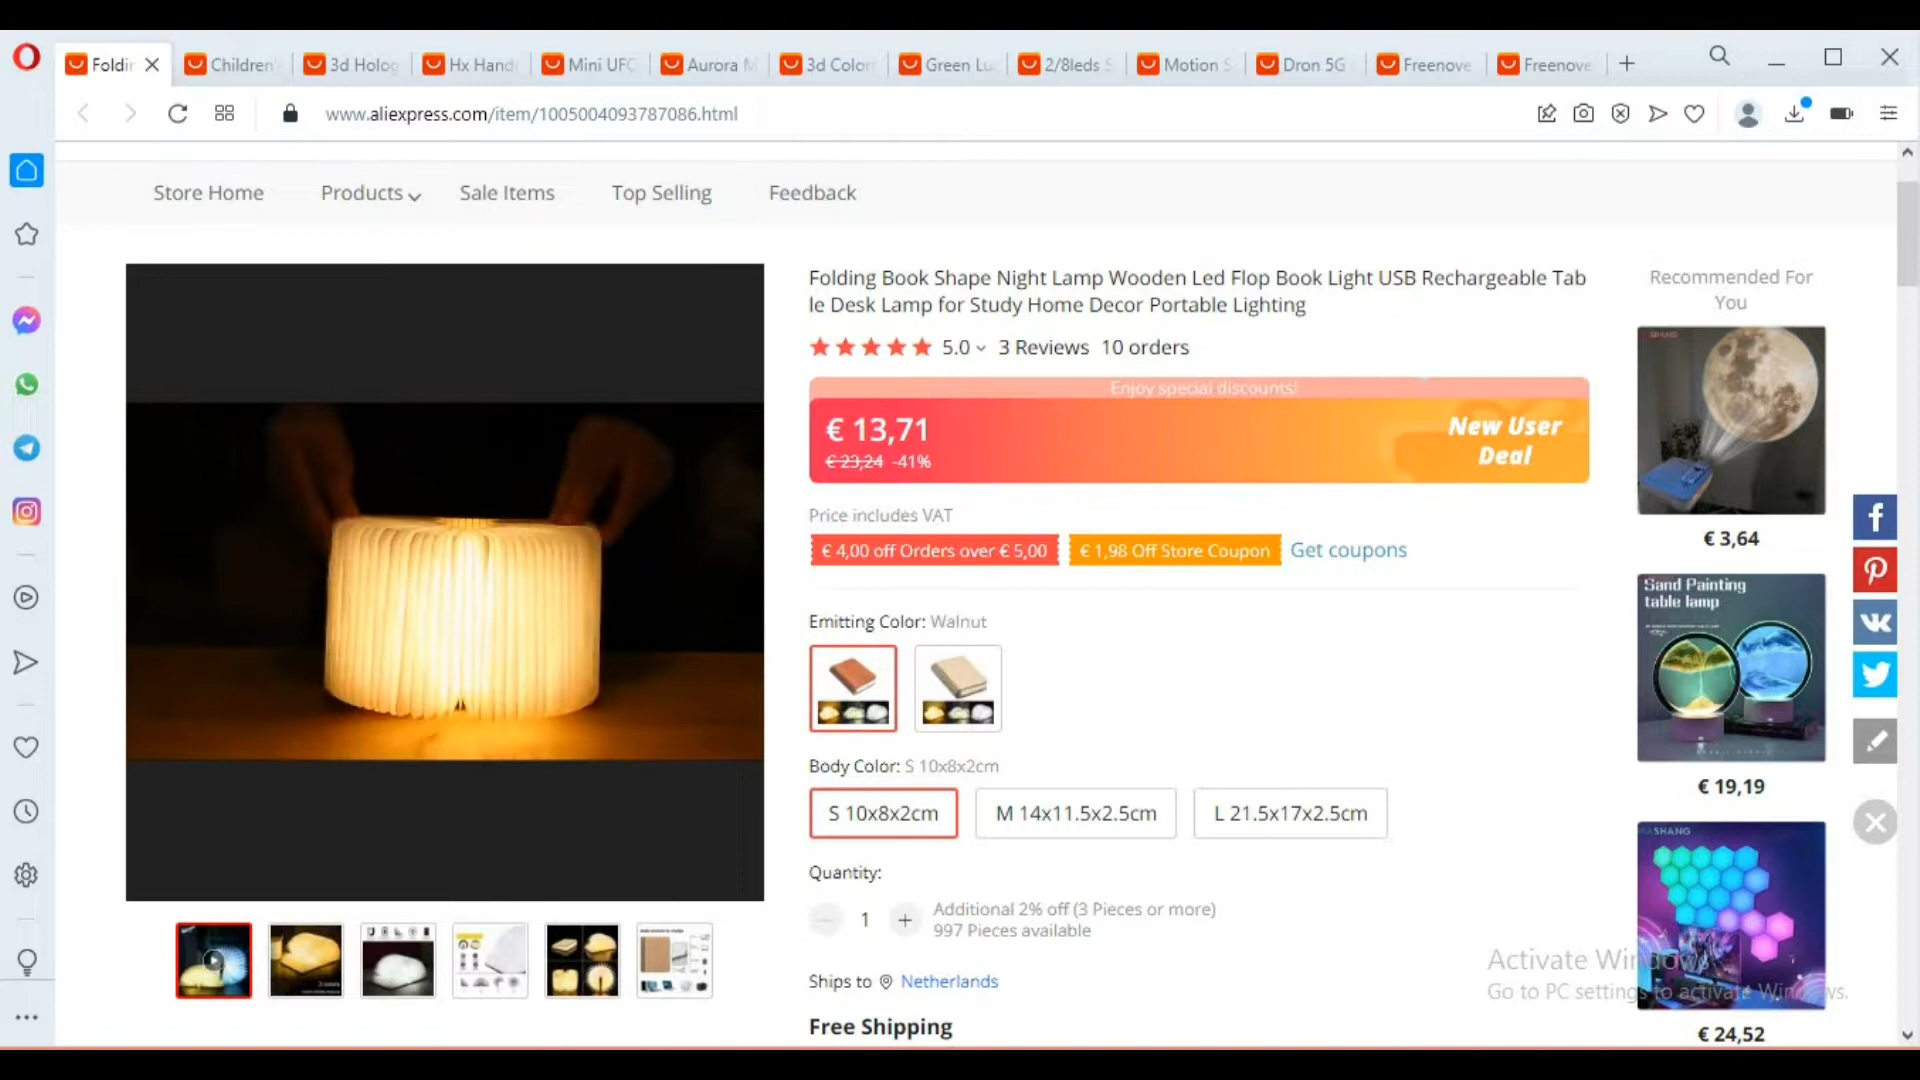 Foldin
Children'
3d Holog
Hx Hand
Mini UFO
Aurora M
3d Color
Green Lu
2/8leds S
Motion S
Dron 5G
Freenove
Freenove
www.aliexpress.com/item/1005004093787086.html
Store Home
Products
Sale Items
Top Selling
Feedback
Folding Book Shape Night Lamp Wooden Led Flop Book Light USB Rechargeable Tab
le Desk Lamp for Study Home Decor Portable Lighting
5.0
3 Reviews
10 orders
Enjoy special discounts!
€ 13,71
€ 23,24 -41%
New User
Deal
Price includes VAT
€ 4,00 off Orders over € 5,00
€ 1,98 Off Store Coupon
Get coupons
Emitting Color: Walnut
Body Color: S 10x8x2cm
S 10x8x2cm
M 14x11.5x2.5cm
L 21.5x17x2.5cm
Quantity:
1
Additional 2% off (3 Pieces or more)
997 Pieces available
Ships to Netherlands
Free Shipping
Recommended For
You
€ 3,64
Sand Painting
table lamp
€ 19,19
SHANG
€ 24,52
Activate Windows
Go to PC settings to activate Windows.